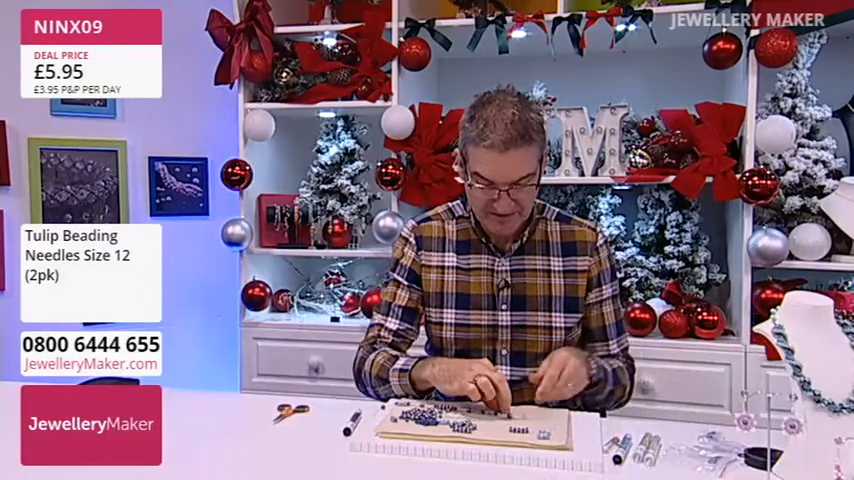 NINX09
DEAL PRICE
£5.95
£3.95 P&P PER DAY
Tulip Beading
Needles Size 12
(2pk)
0800 6444 655
JewelleryMaker.com
JewelleryMaker
JEWELLERY MAKER
M